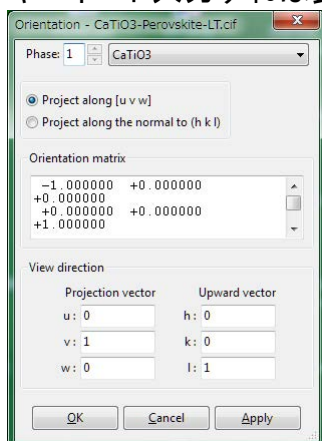 Orientation - CaTiO3-Perovskite-LT.cif
Phase: 1 CaTiO3
Project along [u v w]
Project along the normal to (h k l)
Orientation matrix
-1.000000 +0.000000
+0.000000
+0.000000 +0.000000
+1.000000
View direction
Projection vector Upward vector
u: 0 h: 0
v: 1 k: 0
w: 0 l: 1
OK Cancel Apply